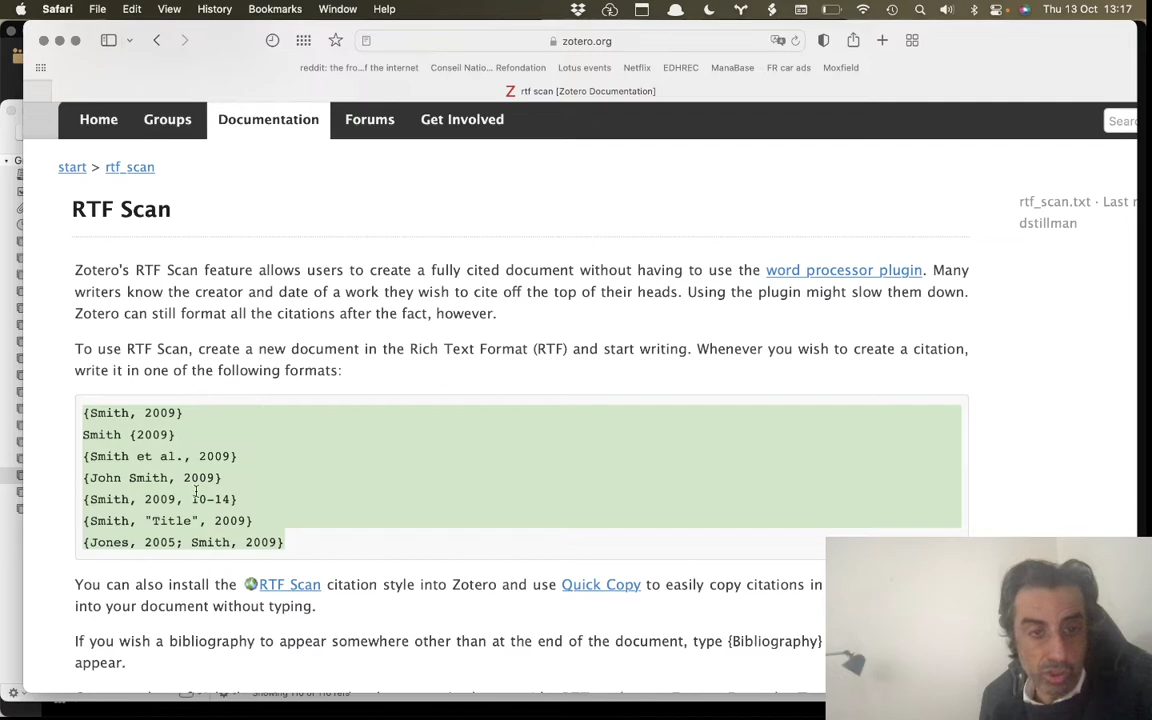 Safari File Edit View History Bookmarks Window Help Thu 13 Oct 13:17
zotero.org
reddit: the fro...f the internet Conseil Natio... Refondation Lotus events Netflix EDHREC ManaBase FR car ads Moxfield
Z rtf scan [Zotero Documentation]
Home Groups Documentation Forums Get Involved Sear
start > rtf_scan
RTF Scan
rtf_scan.txt · Last
dstillman
Zotero's RTF Scan feature allows users to create a fully cited document without having to use the word processor plugin. Many
writers know the creator and date of a work they wish to cite off the top of their heads. Using the plugin might slow them down.
Zotero can still format all the citations after the fact, however.
To use RTF Scan, create a new document in the Rich Text Format (RTF) and start writing. Whenever you wish to create a citation,
write it in one of the following formats:
{Smith, 2009}
Smith {2009}
{Smith et al., 2009}
{John Smith, 2009}
{Smith, 2009, 10-14}
{Smith, "Title", 2009}
{Jones, 2005; Smith, 2009}
You can also install the RTF Scan citation style into Zotero and use Quick Copy to easily copy citations in
into your document without typing.
If you wish a bibliography to appear somewhere other than at the end of the document, type {Bibliography}
appear.